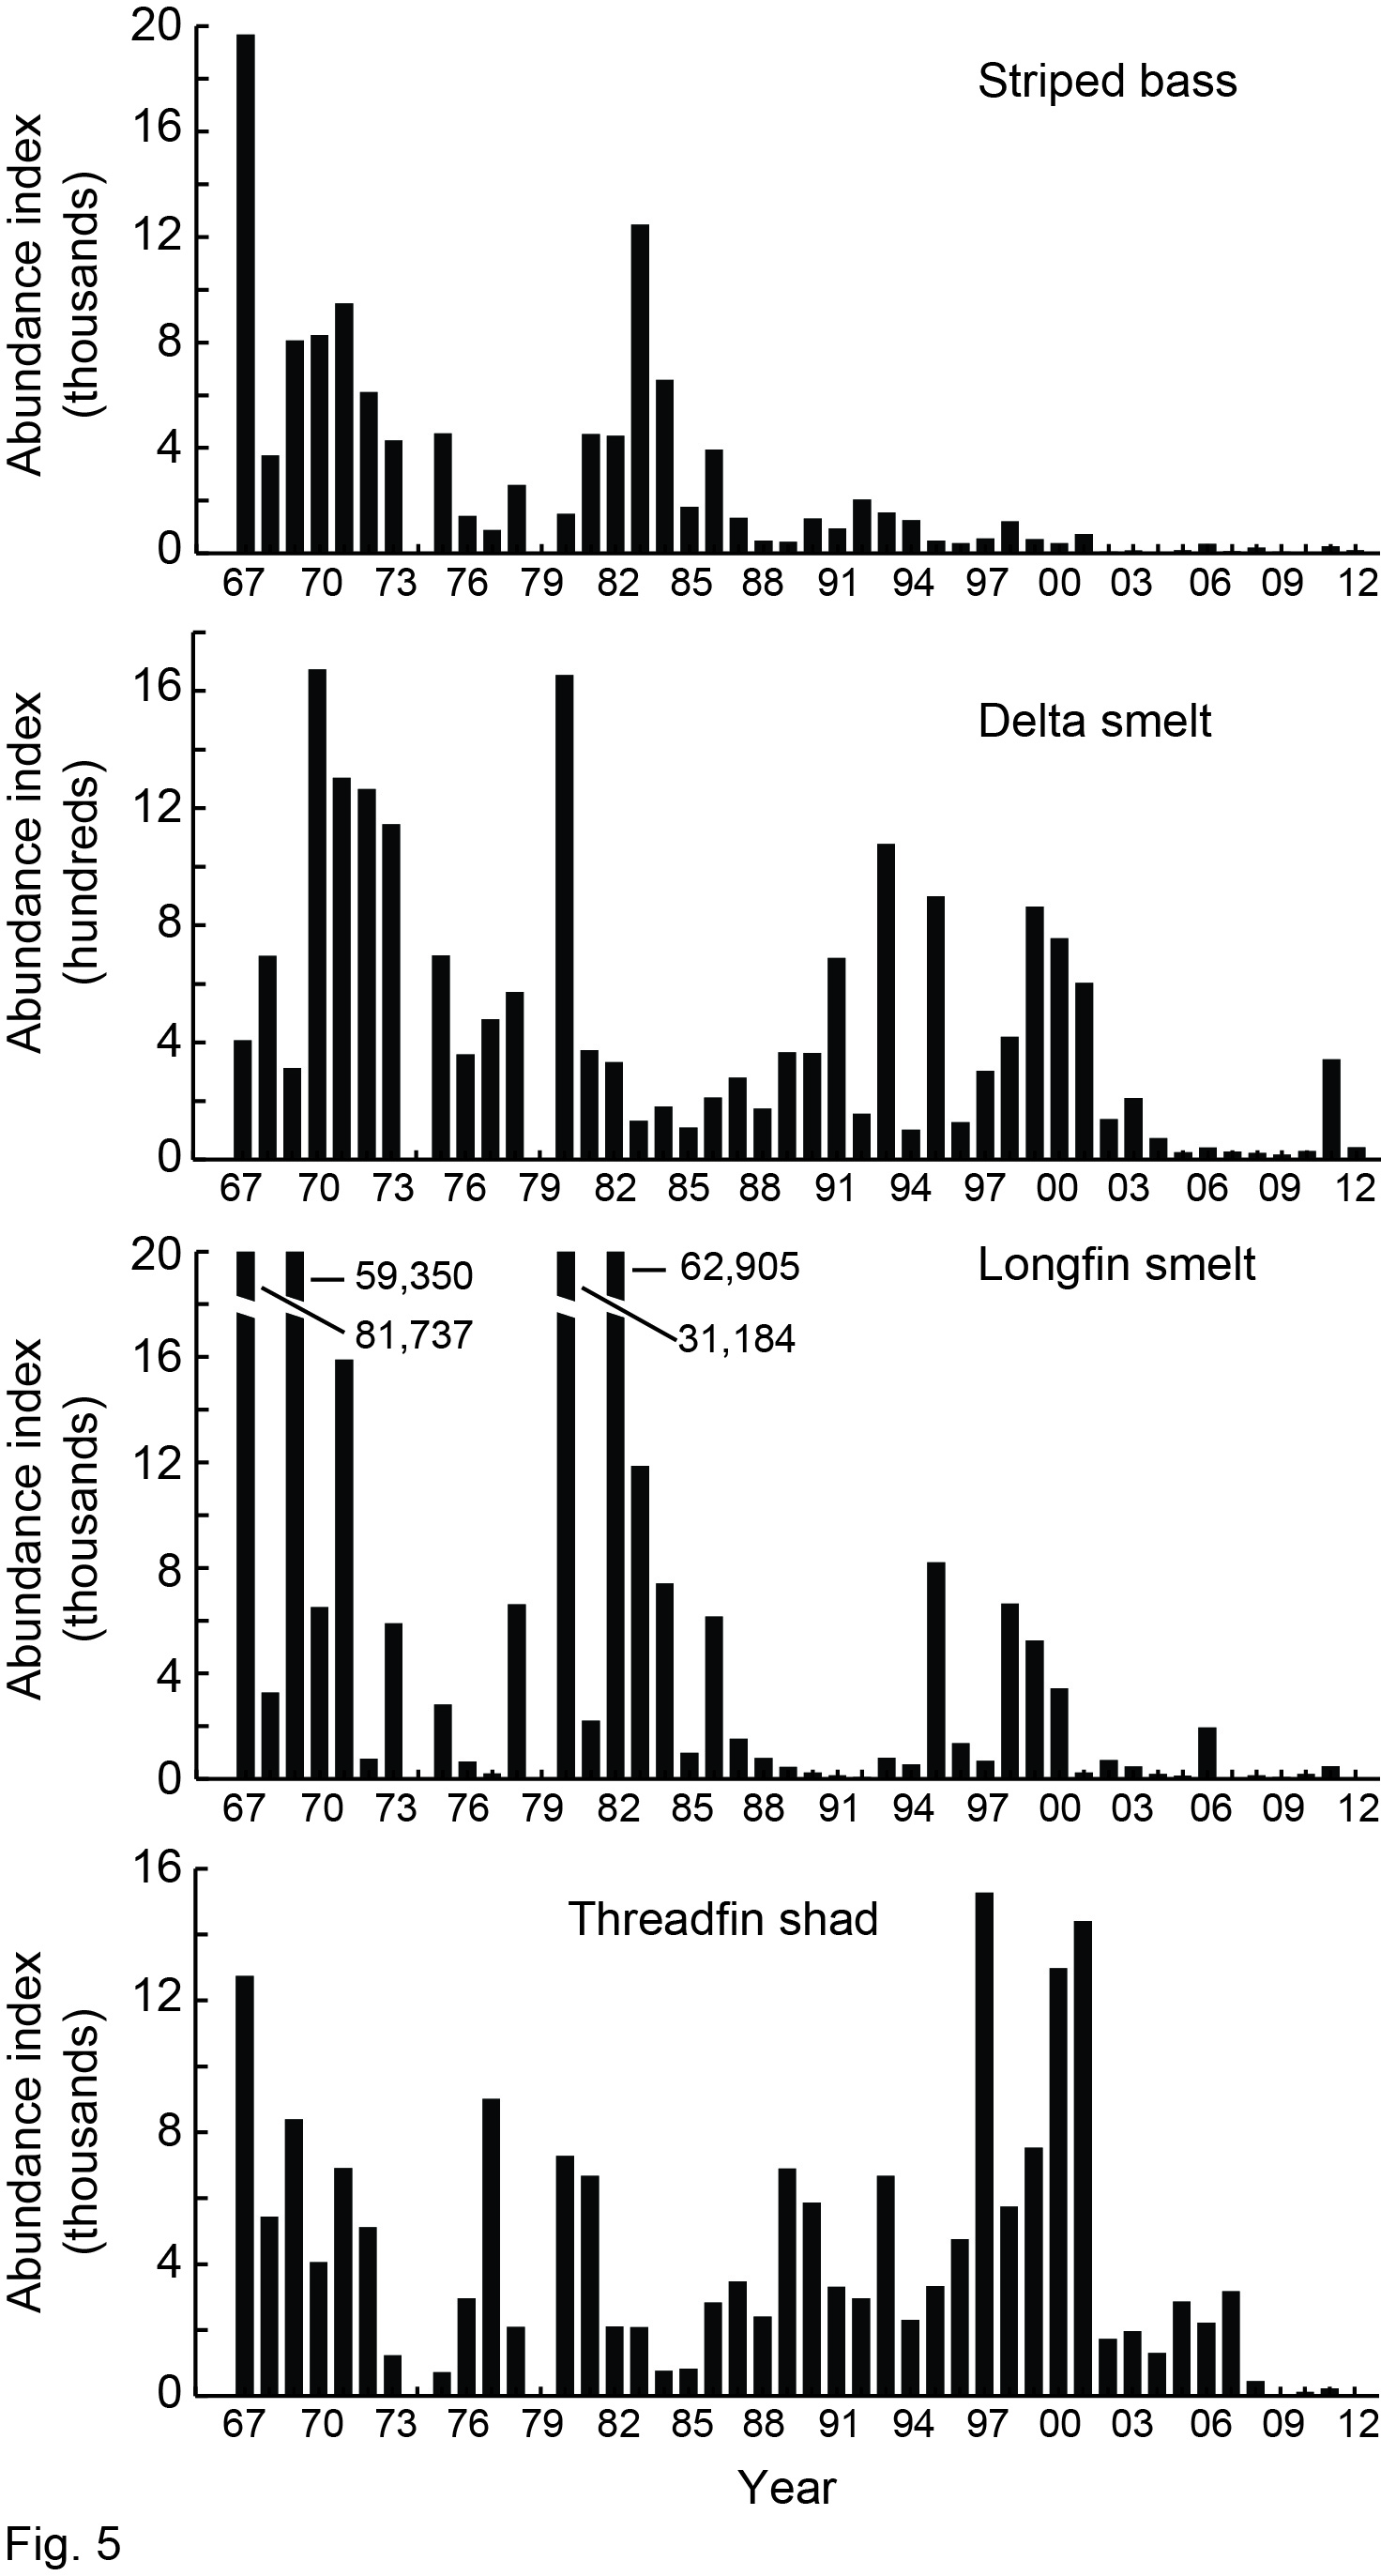 20
Striped bass
16
12
8
4
0
Abundance index
(thousands)
67 70 73 76 79 82 85 88 91 94 97 00 03 06 09 12
16
Delta smelt
12
8
4
0
Abundance index
(hundreds)
67 70 73 76 79 82 85 88 91 94 97 00 03 06 09 12
20
Longfin smelt
59,350
62,905
81,737
31,184
16
12
8
4
0
Abundance index
(thousands)
67 70 73 76 79 82 85 88 91 94 97 00 03 06 09 12
16
Threadfin shad
12
8
4
0
Abundance index
(thousands)
67 70 73 76 79 82 85 88 91 94 97 00 03 06 09 12
Year
Fig. 5